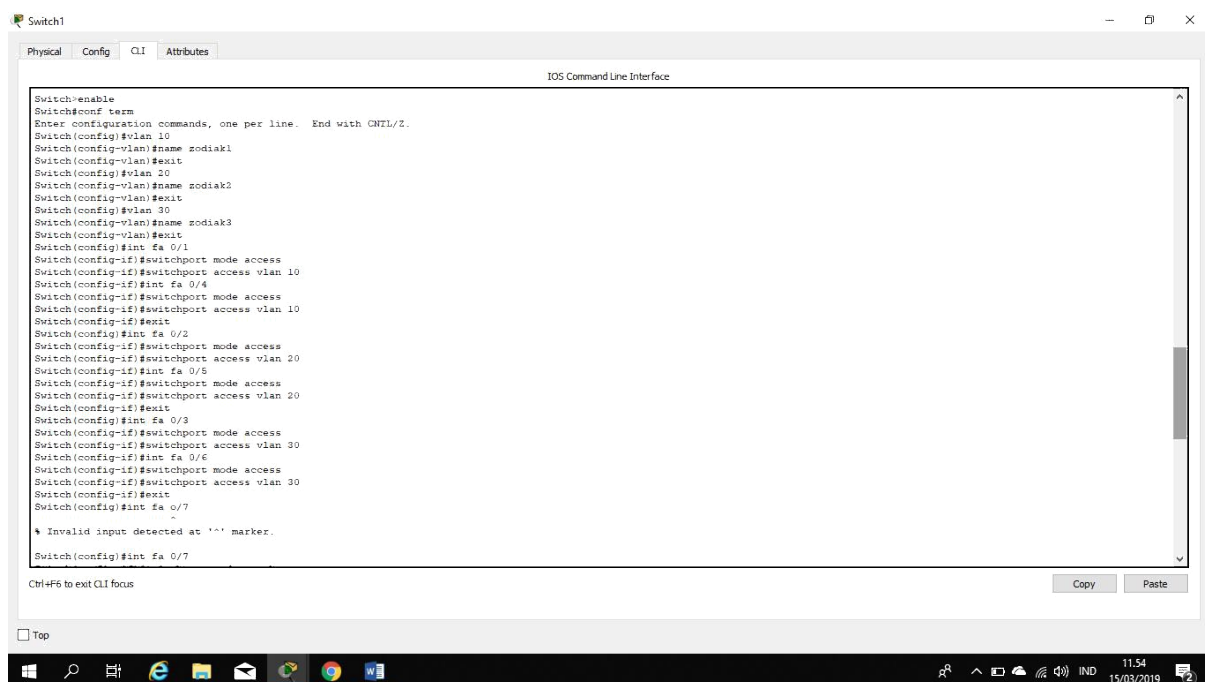 Switch1
Physical Config CLI Attributes
IOS Command Line Interface
Switch>enable
Switch#conf term
Enter configuration commands, one per line. End with CNTL/Z.
Switch(config)#vlan 10
Switch(config-vlan)#name zodiak1
Switch(config-vlan)#exit
Switch(config)#vlan 20
Switch(config-vlan)#name zodiak2
Switch(config-vlan)#exit
Switch(config)#vlan 30
Switch(config-vlan)#name zodiak3
Switch(config-vlan)#exit
Switch(config)#int fa 0/1
Switch(config-if)#switchport mode access
Switch(config-if)#switchport access vlan 10
Switch(config-if)#int fa 0/4
Switch(config-if)#switchport mode access
Switch(config-if)#switchport access vlan 10
Switch(config-if)#exit
Switch(config)#int fa 0/2
Switch(config-if)#switchport mode access
Switch(config-if)#switchport access vlan 20
Switch(config-if)#int fa 0/5
Switch(config-if)#switchport mode access
Switch(config-if)#switchport access vlan 20
Switch(config-if)#exit
Switch(config)#int fa 0/3
Switch(config-if)#switchport mode access
Switch(config-if)#switchport access vlan 30
Switch(config-if)#int fa 0/6
Switch(config-if)#switchport mode access
Switch(config-if)#switchport access vlan 30
Switch(config-if)#exit
Switch(config)#int fa o/7
^
% Invalid input detected at '^' marker.
Switch(config)#int fa 0/7
Ctrl+F6 to exit CLI focus
Copy Paste
Top
IND
11.54
15/03/2019
2